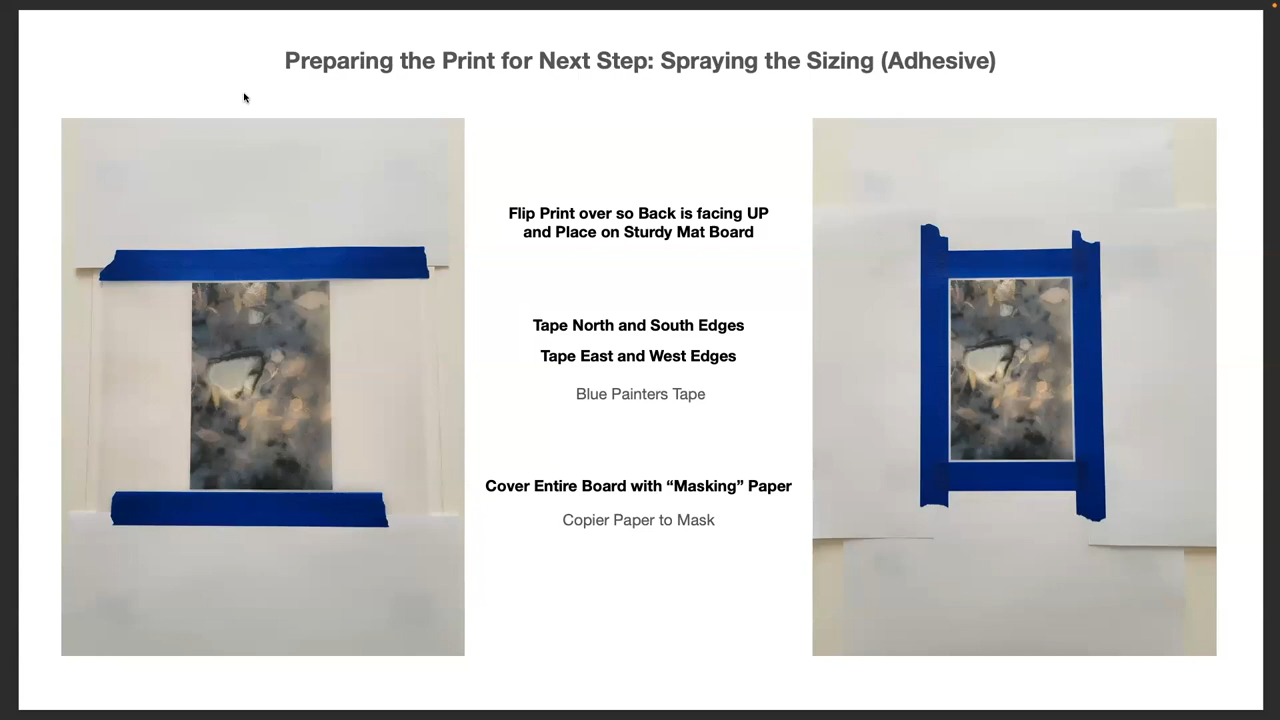 Preparing the Print for Next Step: Spraying the Sizing (Adhesive)
Flip Print over so Back is facing UP
and Place on Sturdy Mat Board
Tape North and South Edges
Tape East and West Edges
Blue Painters Tape
Cover Entire Board with “Masking” Paper
Copier Paper to Mask